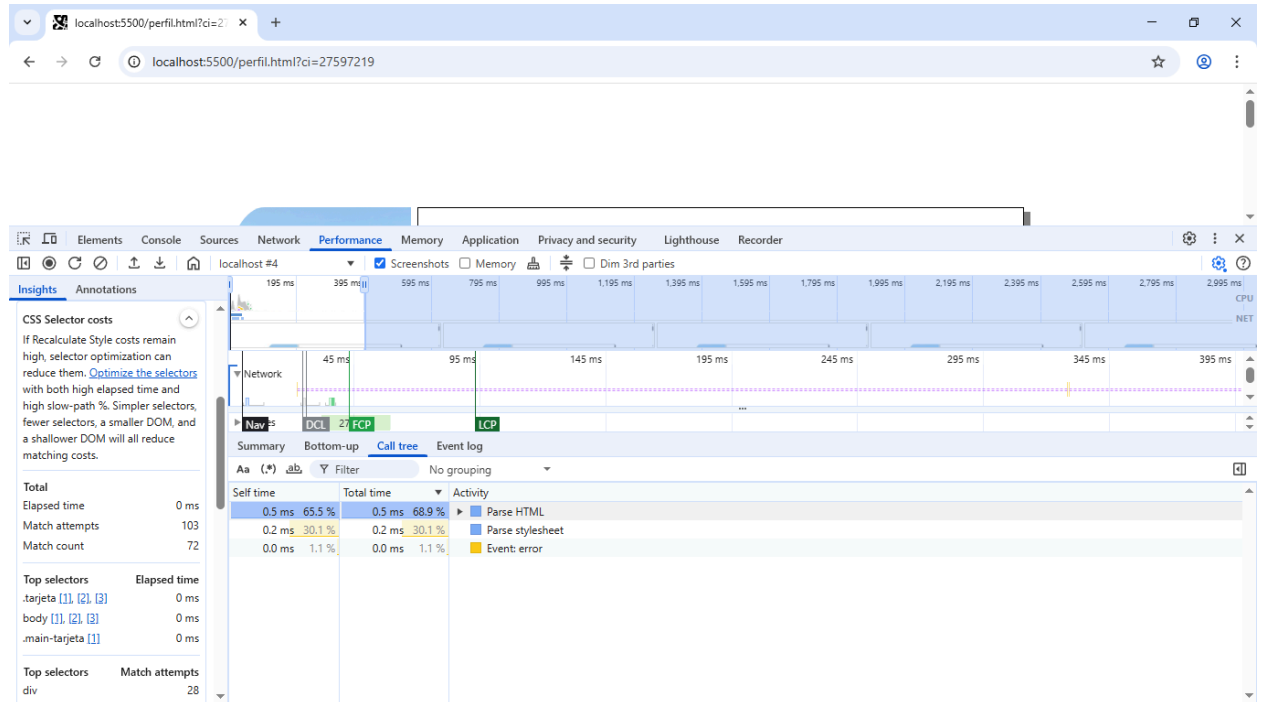 localhost:5500/perfil.html?ci=27
localhost:5500/perfil.html?ci=27597219
Elements Console Sources Network Performance Memory Application Privacy and security Lighthouse Recorder
localhost #4 Screenshots Memory Dim 3rd parties
Insights Annotations
195 ms 395 ms 595 ms 795 ms 995 ms 1,195 ms 1,395 ms 1,595 ms 1,795 ms 1,995 ms 2,195 ms 2,395 ms 2,595 ms 2,795 ms 2,995 ms
CPU
NET
CSS Selector costs
If Recalculate Style costs remain
high, selector optimization can
reduce them. Optimize the selectors
with both high elapsed time and
high slow-path %. Simpler selectors,
fewer selectors, a smaller DOM, and
a shallower DOM will all reduce
matching costs.
Total
Elapsed time 0 ms
Match attempts 103
Match count 72
Top selectors Elapsed time
.tarjeta [1], [2], [3] 0 ms
body [1], [2], [3] 0 ms
.main-tarjeta [1] 0 ms
Top selectors Match attempts
div 28
45 ms 95 ms 145 ms 195 ms 245 ms 295 ms 345 ms 395 ms
Network
Nav es DCL 27 FCP LCP
Summary Bottom-up Call tree Event log
Aa (.*) ab Filter No grouping
Self time Total time Activity
0.5 ms 65.5 % 0.5 ms 68.9 % Parse HTML
0.2 ms 30.1 % 0.2 ms 30.1 % Parse stylesheet
0.0 ms 1.1 % 0.0 ms 1.1 % Event: error